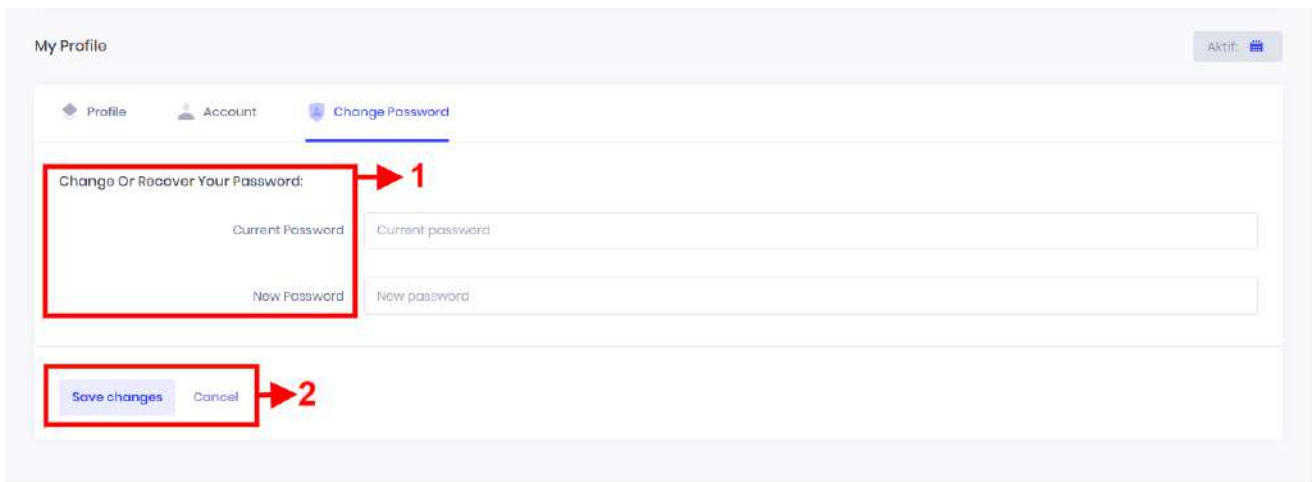 My Profile
Aktif:
Profile Account Change Password
Change Or Recover Your Password:
1
Current Password Current password
New Password New password
Save changes Cancel
2